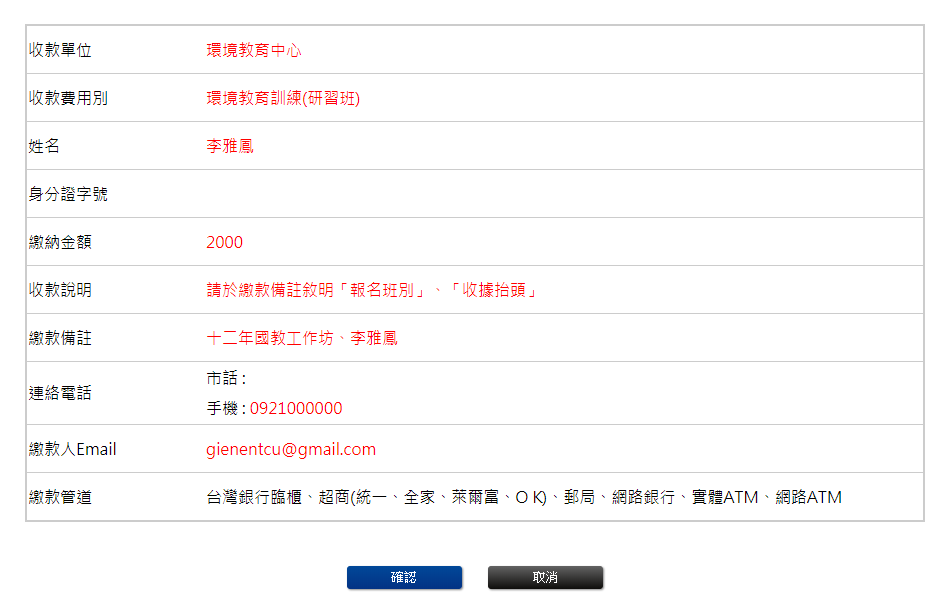 收款單位 環境教育中心
收款費用別 環境教育訓練(研習班)
姓名 李雅鳳
身分證字號
繳納金額 2000
收款說明 請於繳款備註敘明「報名班別」、「收據抬頭」
繳款備註 十二年國教工作坊、李雅鳳
連絡電話
市話 :
手機 : 0921000000
繳款人Email gienentcu@gmail.com
繳款管道 台灣銀行臨櫃、超商(統一、全家、萊爾富、O K)、郵局、網路銀行、實體ATM、網路ATM
確認 取消